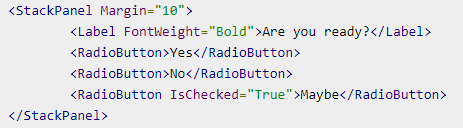 <StackPanel Margin="10">
        <Label FontWeight="Bold">Are you ready?</Label>
        <RadioButton>Yes</RadioButton>
        <RadioButton>No</RadioButton>
        <RadioButton IsChecked="True">Maybe</RadioButton>
</StackPanel>